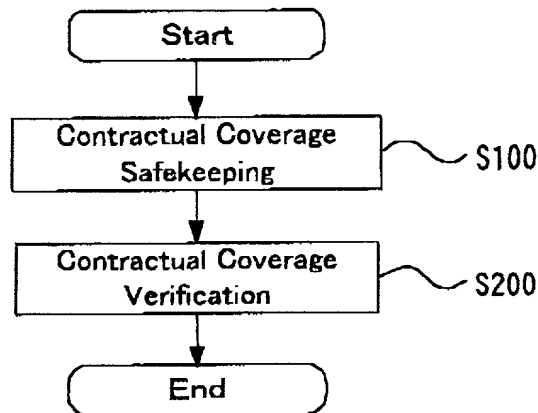 Start
Contractual Coverage
Safekeeping
S100
Contractual Coverage
Verification
S200
End